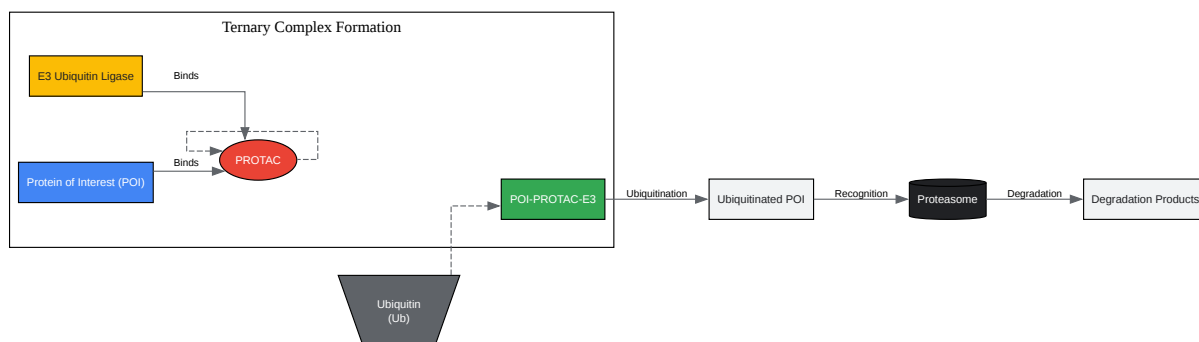 Ternary Complex Formation
E3 Ubiquitin Ligase
Binds
Protein of Interest (POI)
Binds
PROTAC
POI-PROTAC-E3
Ubiquitination
Ubiquitinated POI
Recognition
Proteasome
Degradation
Degradation Products
Ubiquitin
(Ub)